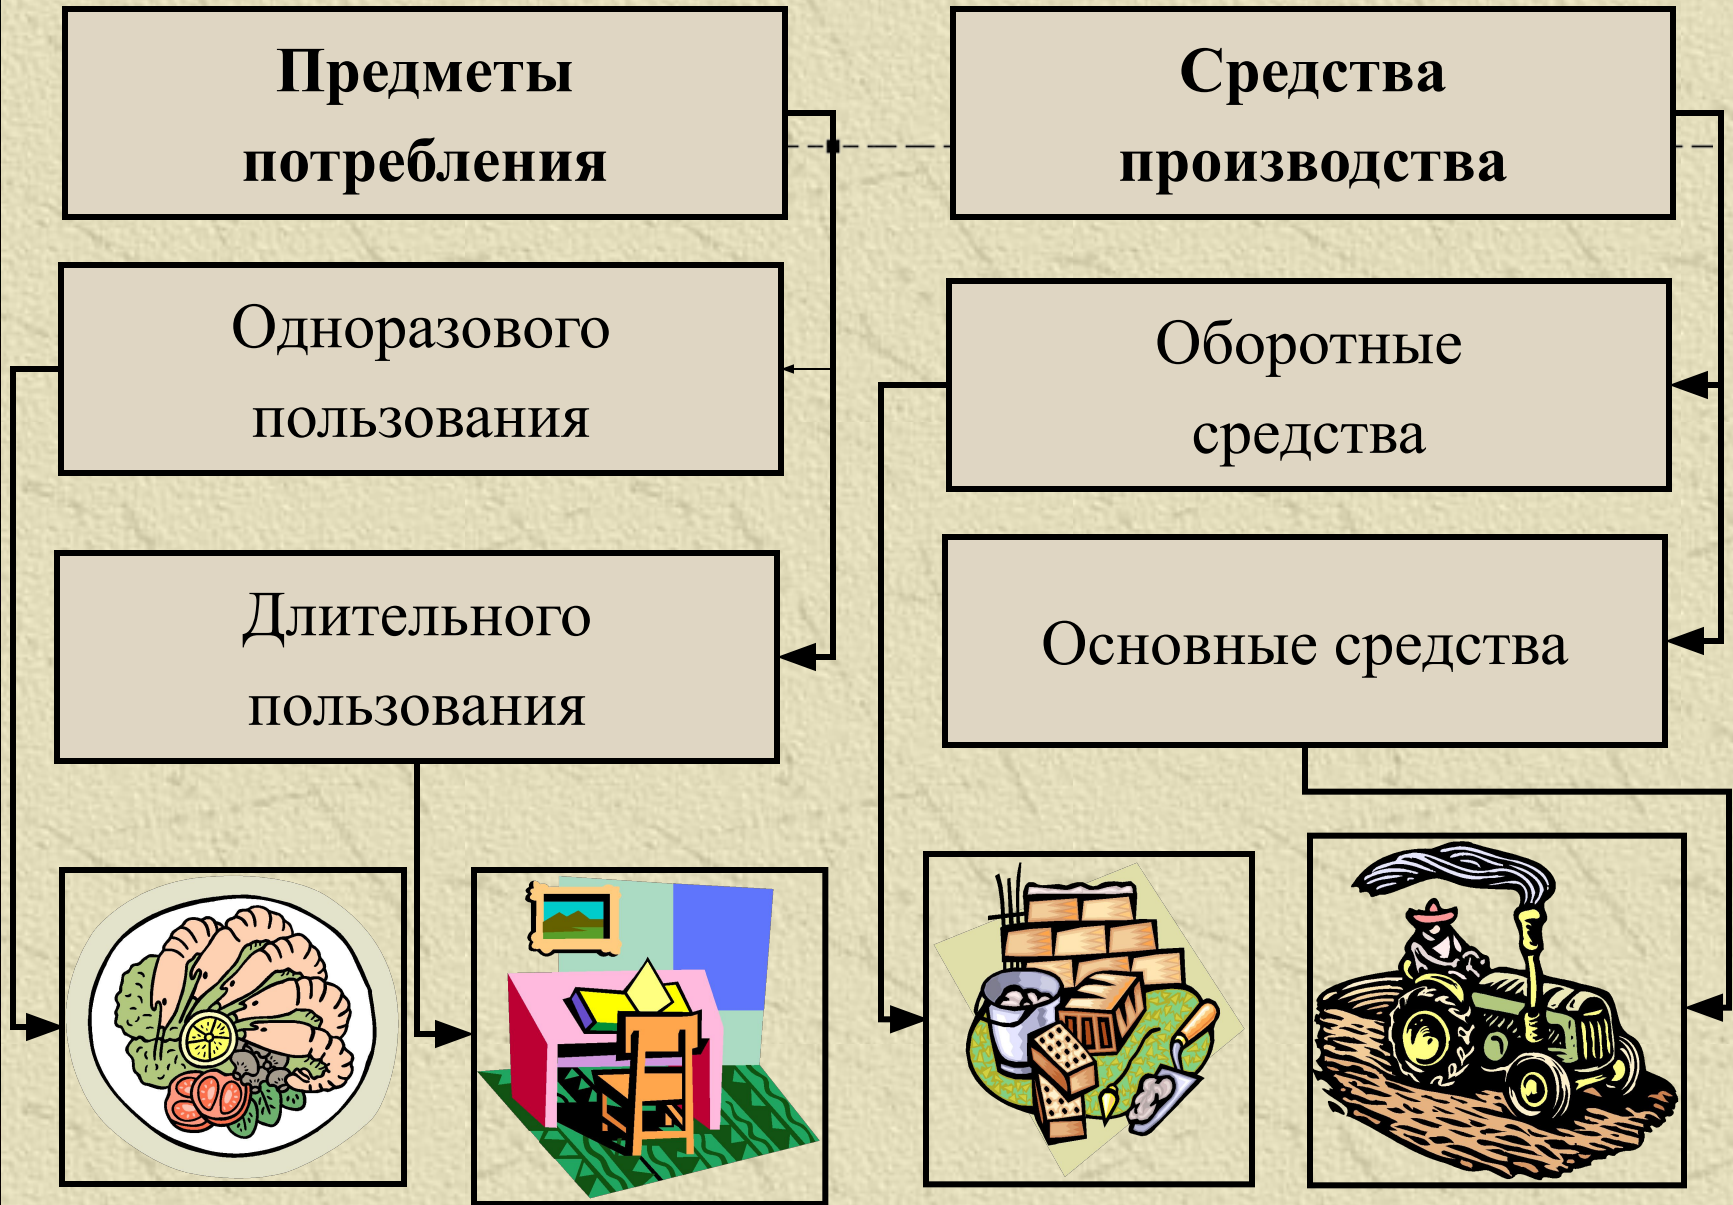 Предметы
потребления
Одноразового
пользования
Длительного
пользования
Средства
производства
Оборотные
средства
Основные средства